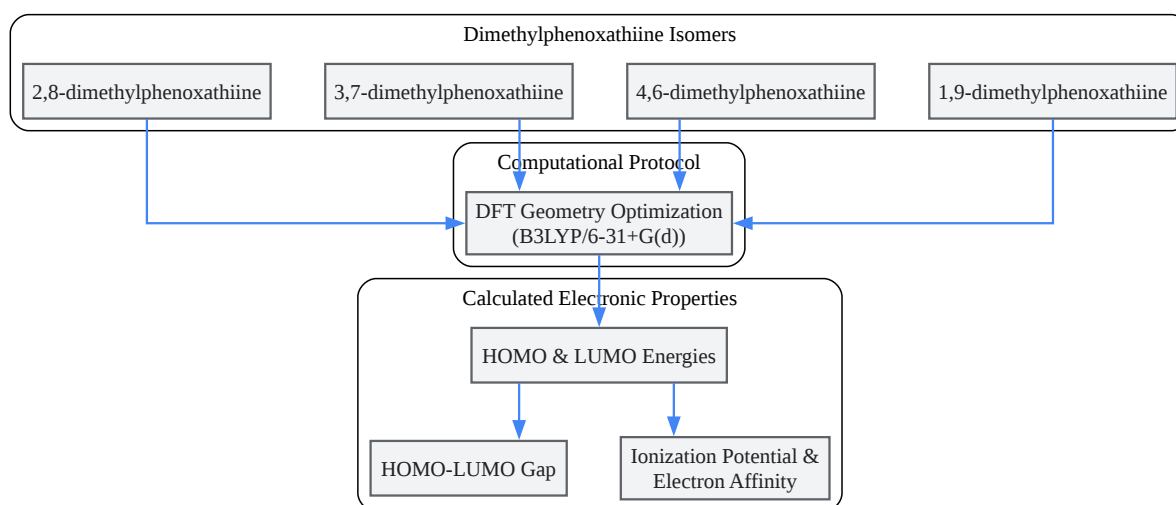 Dimethylphenoxathiine Isomers
2,8-dimethylphenoxathiine
3,7-dimethylphenoxathiine
4,6-dimethylphenoxathiine
1,9-dimethylphenoxathiine
Computational Protocol
DFT Geometry Optimization
(B3LYP/6-31+G(d))
Calculated Electronic Properties
HOMO & LUMO Energies
HOMO-LUMO Gap
Ionization Potential &
Electron Affinity